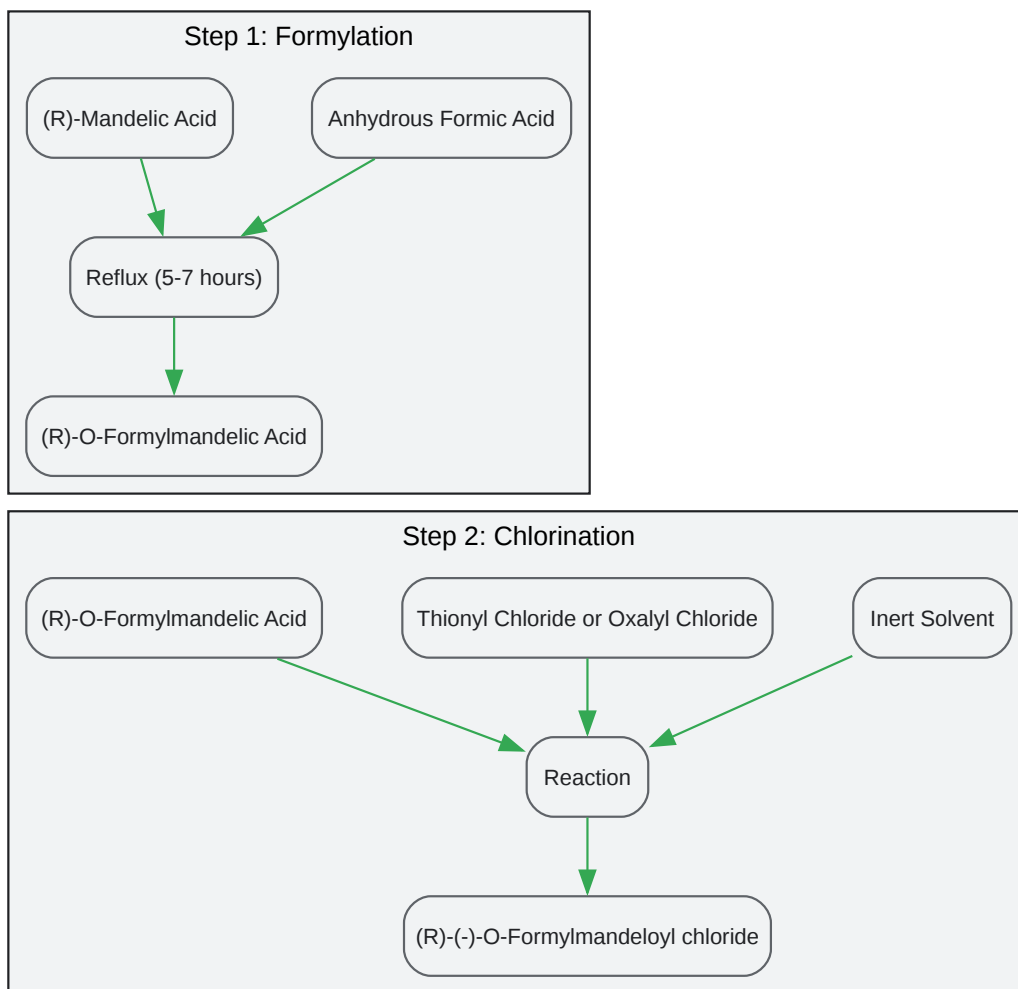 Step 1: Formylation
(R)-Mandelic Acid
Anhydrous Formic Acid
Reflux (5-7 hours)
(R)-O-Formylmandelic Acid
Step 2: Chlorination
(R)-O-Formylmandelic Acid
Thionyl Chloride or Oxalyl Chloride
Inert Solvent
Reaction
(R)-(-)-O-Formylmandeloyl chloride